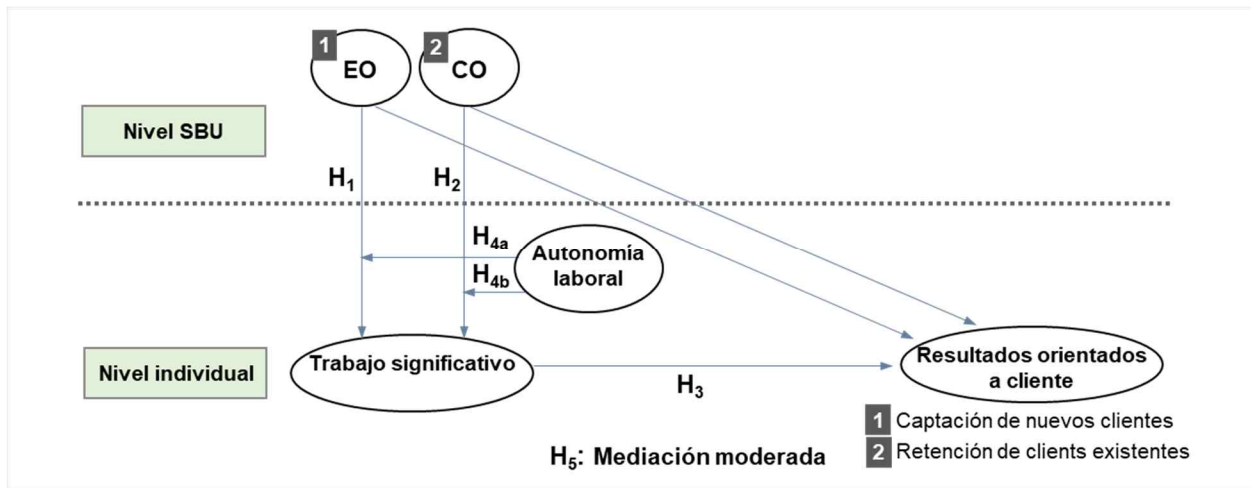 1
EO
2
CO
Nivel SBU
H1
H2
H4a
Autonomía
laboral
H4b
Nivel individual
Trabajo significativo
H3
Resultados orientados
a cliente
1 Captación de nuevos clientes
2 Retención de clients existentes
H5: Mediación moderada